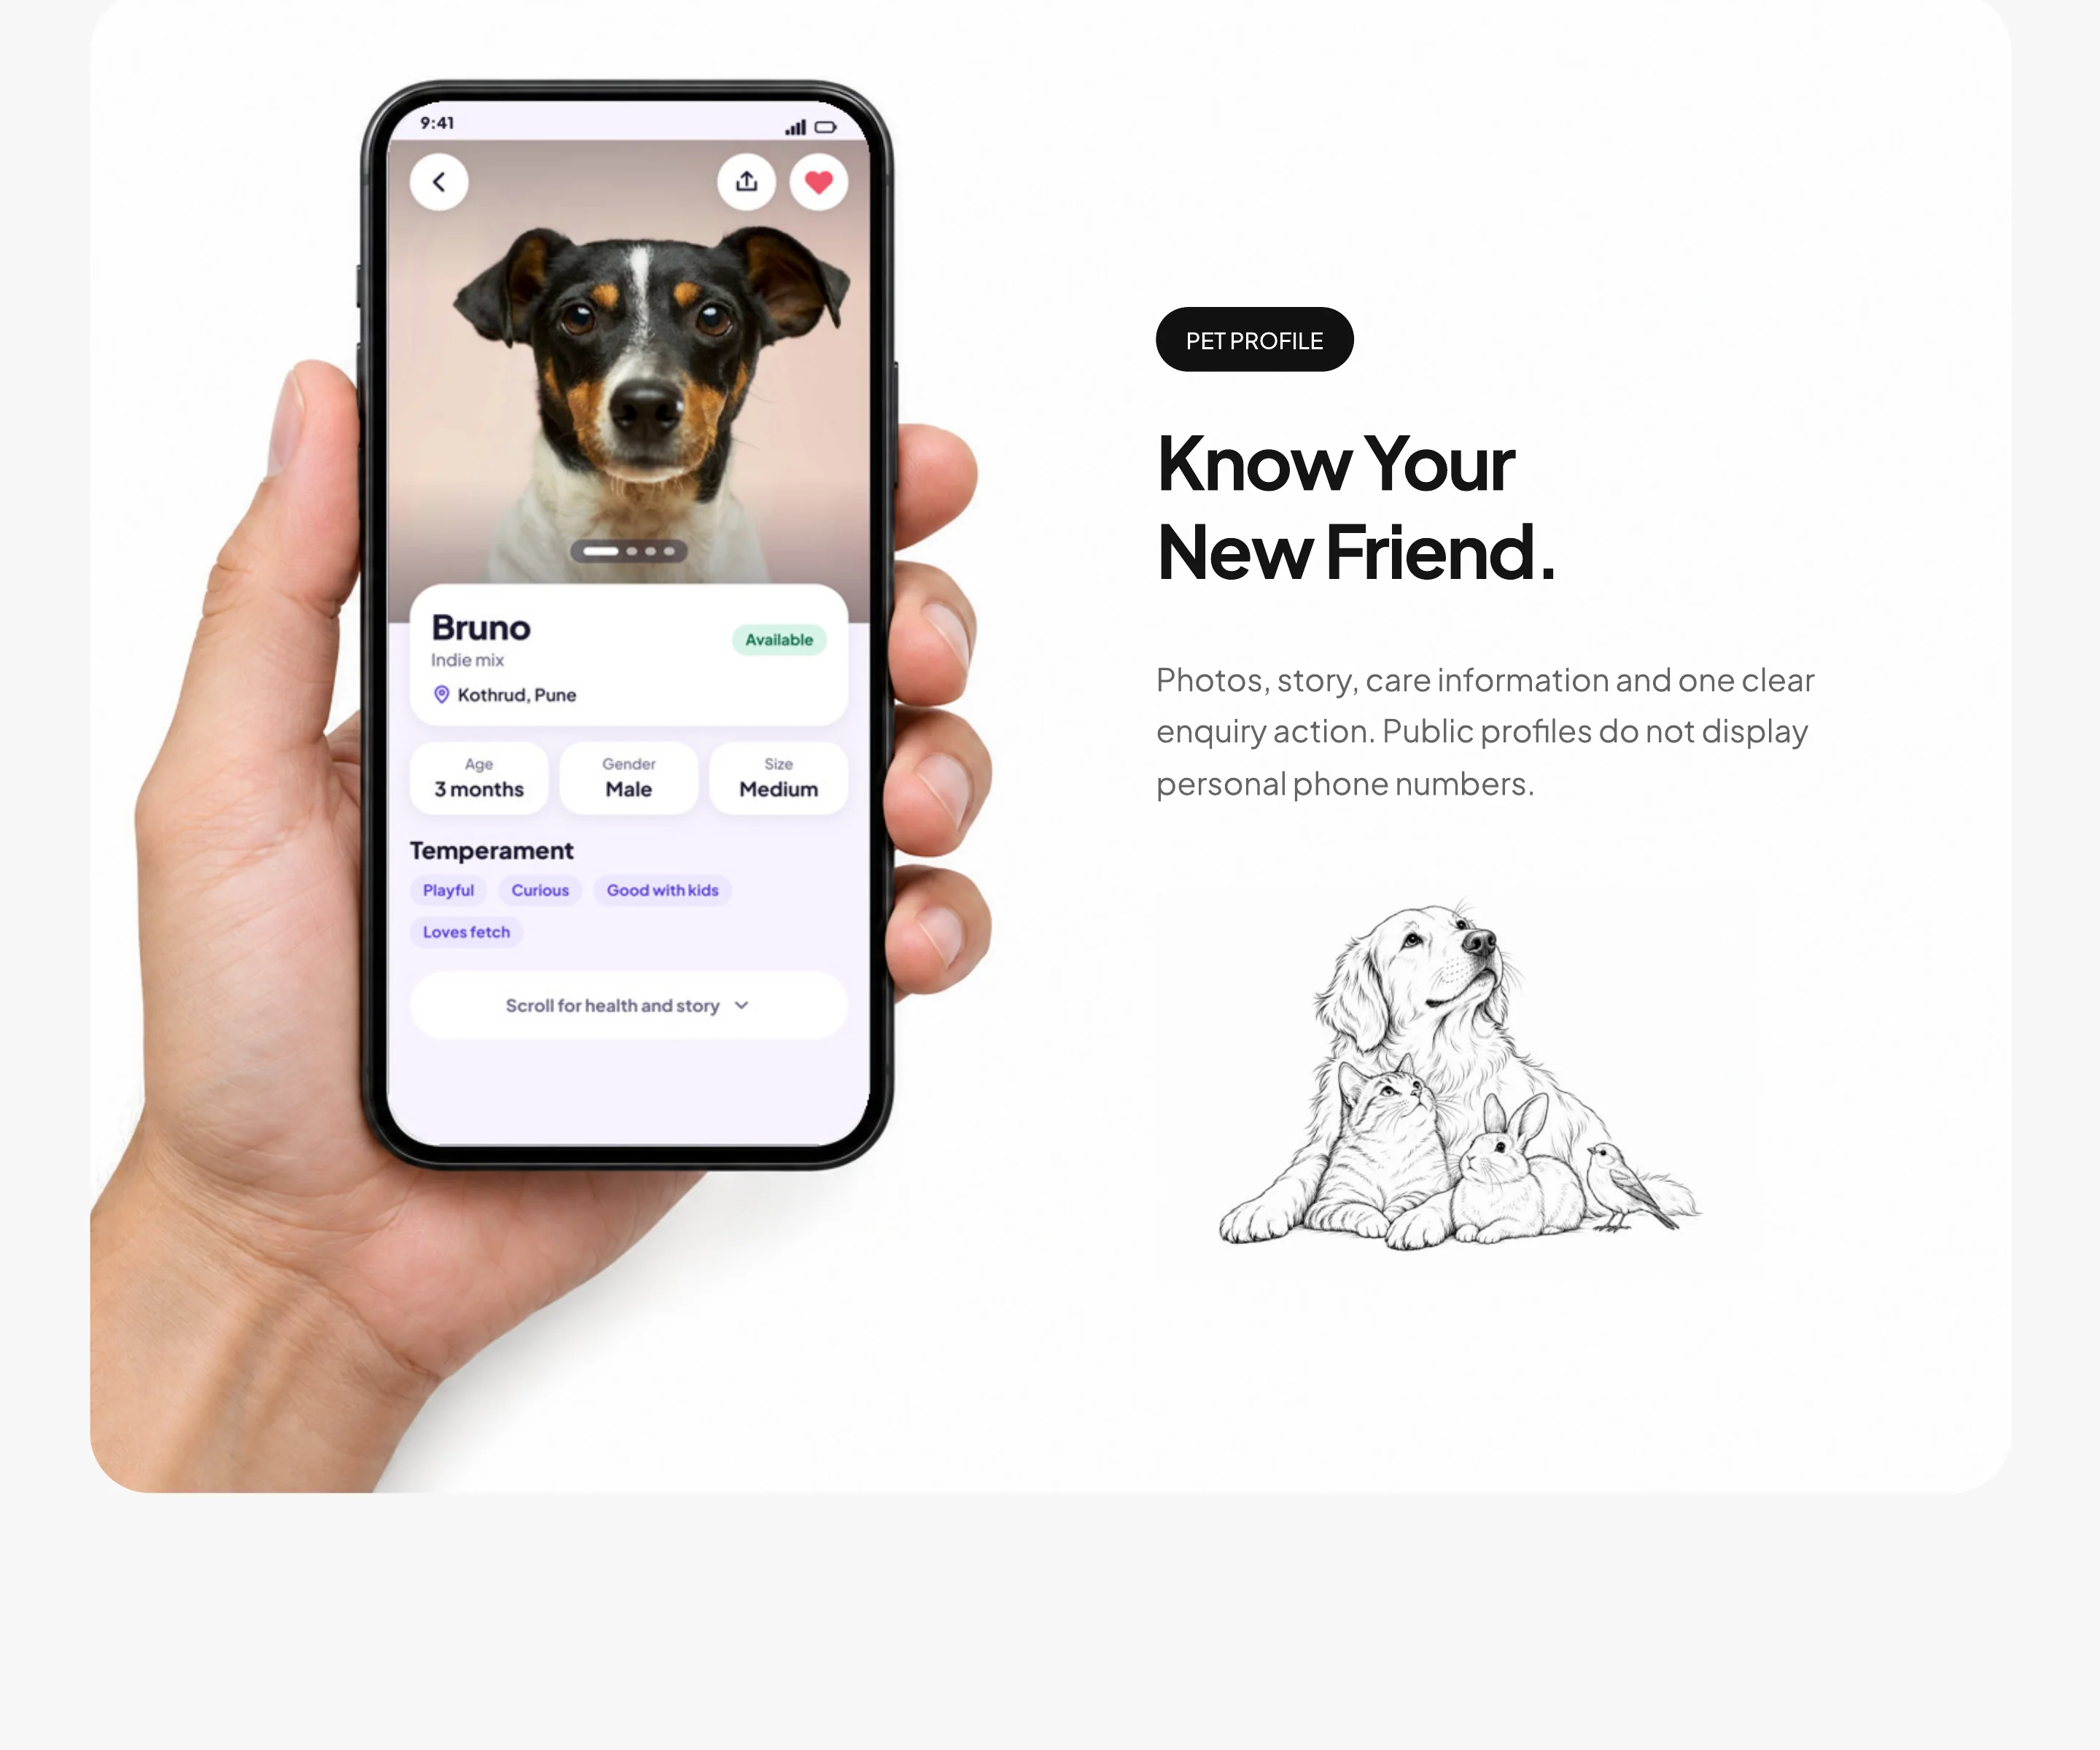 9:41
Bruno
Available
Indie mix
Kothrud, Pune
Age
3 months
Gender
Male
Size
Medium
Temperament
Playful
Curious
Good with kids
Loves fetch
Scroll for health and story
PET PROFILE
Know Your
New Friend.
Photos, story, care information and one clear
enquiry action. Public profiles do not display
personal phone numbers.